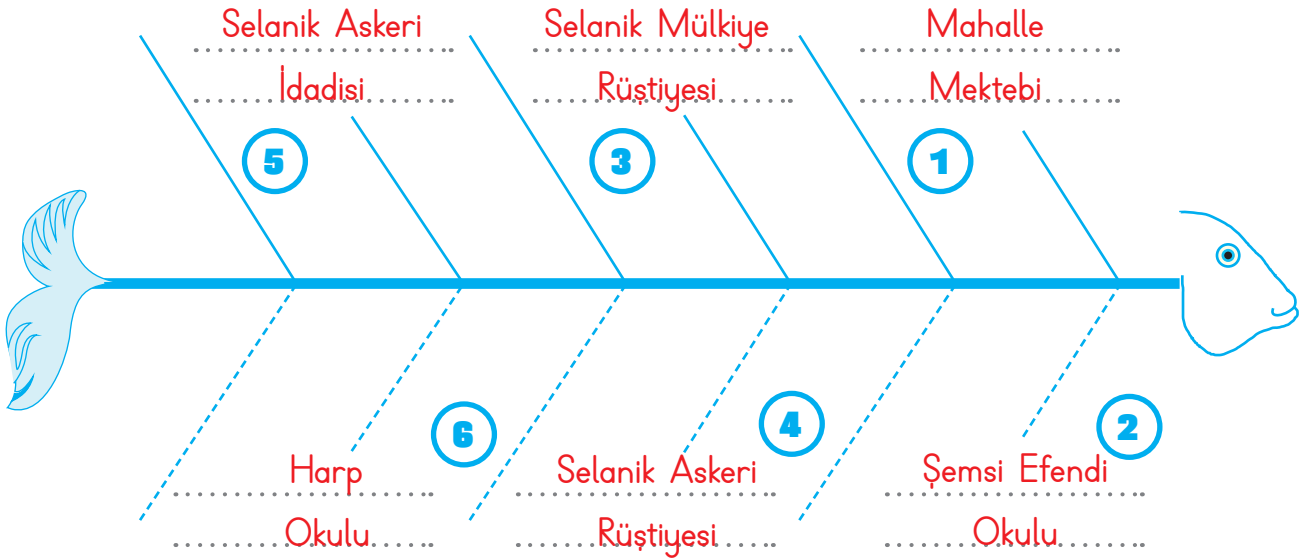 Selanik Askeri
İdadisi
5
Selanik Mülkiye
Rüştiyesi
3
Mahalle
Mektebi
1
6
Harp
Okulu
4
Selanik Askeri
Rüştiyesi
2
Şemsi Efendi
Okulu